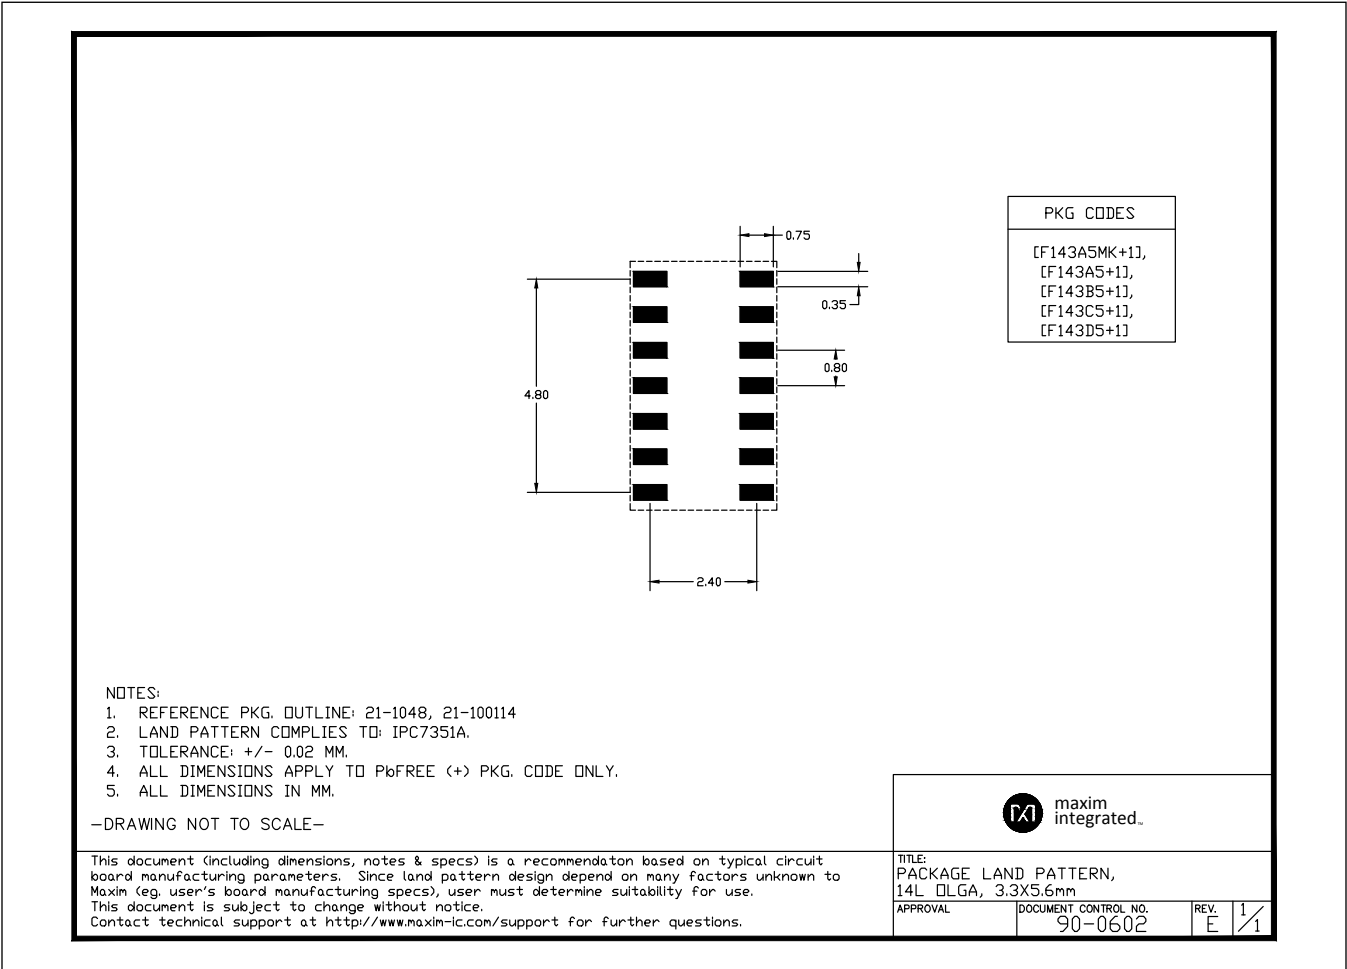 PKG CODES
[F143A5MK+1],
[F143A5+1],
[F143B5+1],
[F143C5+1],
[F143D5+1]
0.75
0.35
0.80
4.80
2.40
NOTES:
1. REFERENCE PKG. OUTLINE: 21-1048, 21-100114
2. LAND PATTERN COMPLIES TO: IPC7351A.
3. TOLERANCE: +/- 0.02 MM.
4. ALL DIMENSIONS APPLY TO PbFREE (+) PKG. CODE ONLY.
5. ALL DIMENSIONS IN MM.
-DRAWING NOT TO SCALE-
This document (including dimensions, notes & specs) is a recommendaton based on typical circuit
board manufacturing parameters. Since land pattern design depend on many factors unknown to
Maxim (eg. user's board manufacturing specs), user must determine suitability for use.
This document is subject to change without notice.
Contact technical support at http://www.maxim-ic.com/support for further questions.
maxim
integrated™
TITLE:
PACKAGE LAND PATTERN,
14L OLGA, 3.3X5.6mm
APPROVAL
DOCUMENT CONTROL NO.
90-0602
REV.
E
1/1